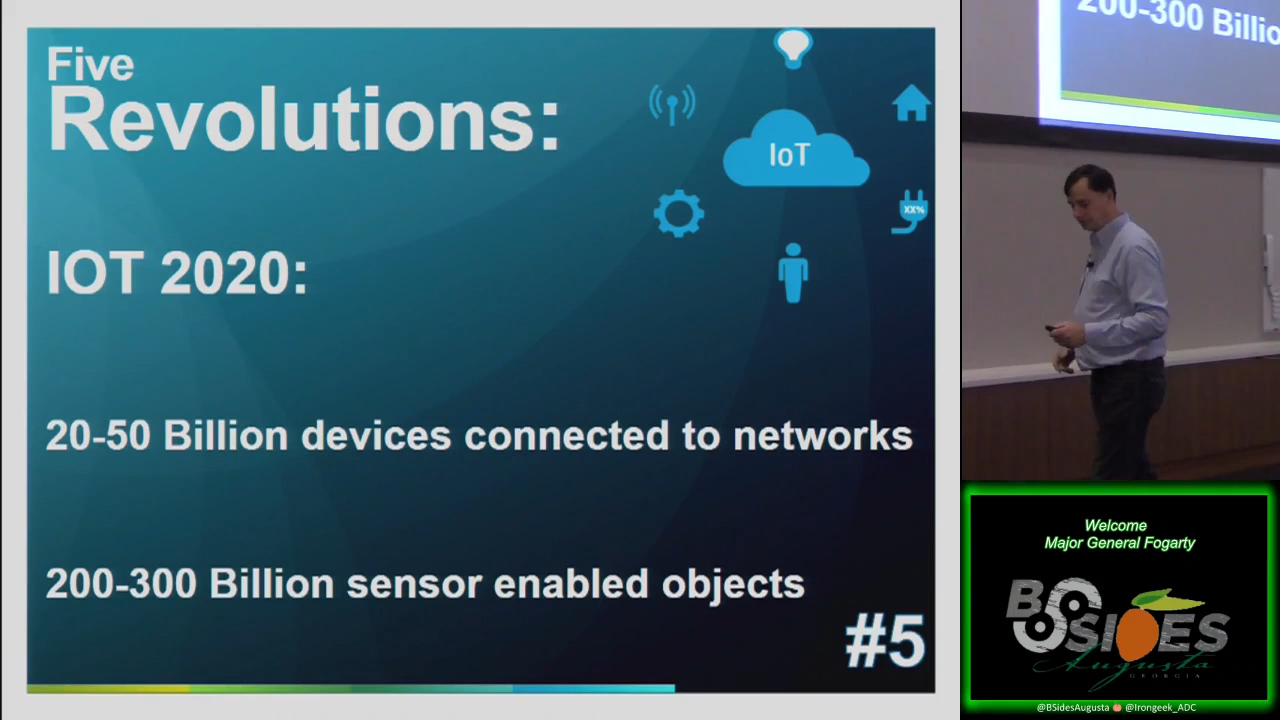 Five
Revolutions:
IoT
XX%
IOT 2020:
20-50 Billion devices connected to networks
200-300 Billion sensor enabled objects
#5
200-300 Billio
Welcome
Major General Fogarty
BSIDES
Augusta
GEORGIA
@BSidesAugusta @Irongeek_ADC